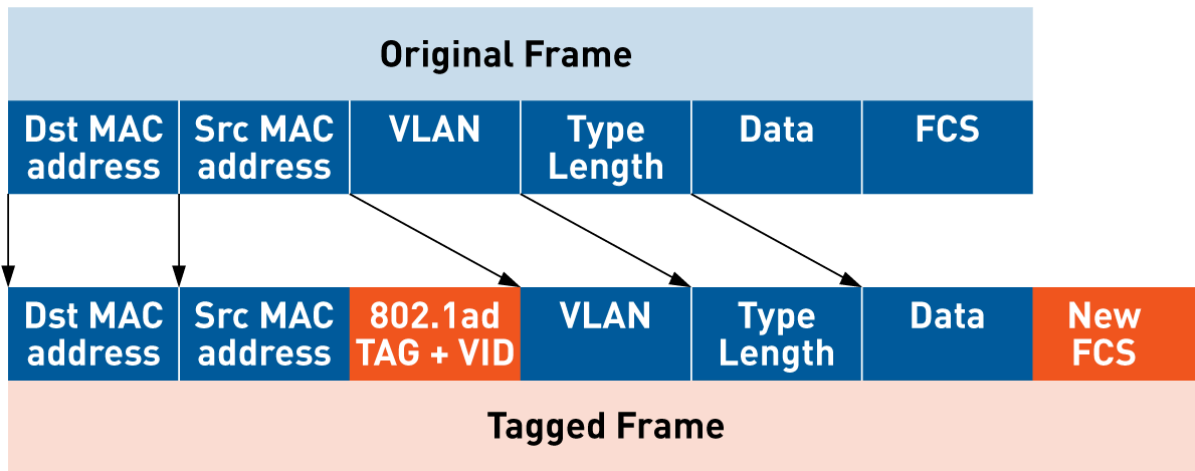 Original Frame
Dst MAC Src MAC VLAN Type Data FCS
address address Length
Dst MAC Src MAC 802.1ad VLAN Type Data New
address address TAG + VID Length FCS
Tagged Frame